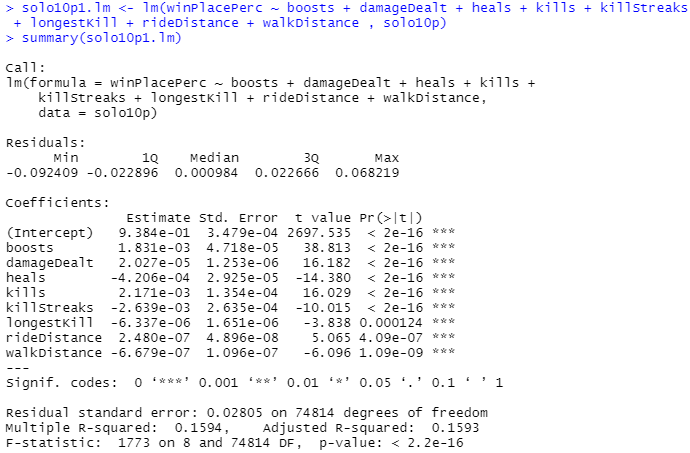 > solo10p1.lm <- lm(winPlacePerc ~ boosts + damageDealt + heals + kills + killStreaks
+ longestKill + rideDistance + walkDistance , solo10p)
> summary(solo10p1.lm)

Call:
lm(formula = winPlacePerc ~ boosts + damageDealt + heals + kills +
    killStreaks + longestKill + rideDistance + walkDistance,
    data = solo10p)

Residuals:
      Min        1Q    Median        3Q       Max
-0.092409 -0.022896  0.000984  0.022666  0.068219

Coefficients:
               Estimate Std. Error  t value Pr(>|t|)
(Intercept)   9.384e-01  3.479e-04 2697.535  < 2e-16 ***
boosts        1.831e-03  4.718e-05   38.813  < 2e-16 ***
damageDealt   2.027e-05  1.253e-06   16.182  < 2e-16 ***
heals        -4.206e-04  2.925e-05  -14.380  < 2e-16 ***
kills         2.171e-03  1.354e-04   16.029  < 2e-16 ***
killStreaks  -2.639e-03  2.635e-04  -10.015  < 2e-16 ***
longestKill  -6.337e-06  1.651e-06   -3.838 0.000124 ***
rideDistance  2.480e-07  4.896e-08    5.065 4.09e-07 ***
walkDistance -6.679e-07  1.096e-07   -6.096 1.09e-09 ***
---
Signif. codes:  0 ‘***’ 0.001 ‘**’ 0.01 ‘*’ 0.05 ‘.’ 0.1 ‘ ’ 1

Residual standard error: 0.02805 on 74814 degrees of freedom
Multiple R-squared:  0.1594,    Adjusted R-squared:  0.1593
F-statistic:  1773 on 8 and 74814 DF,  p-value: < 2.2e-16